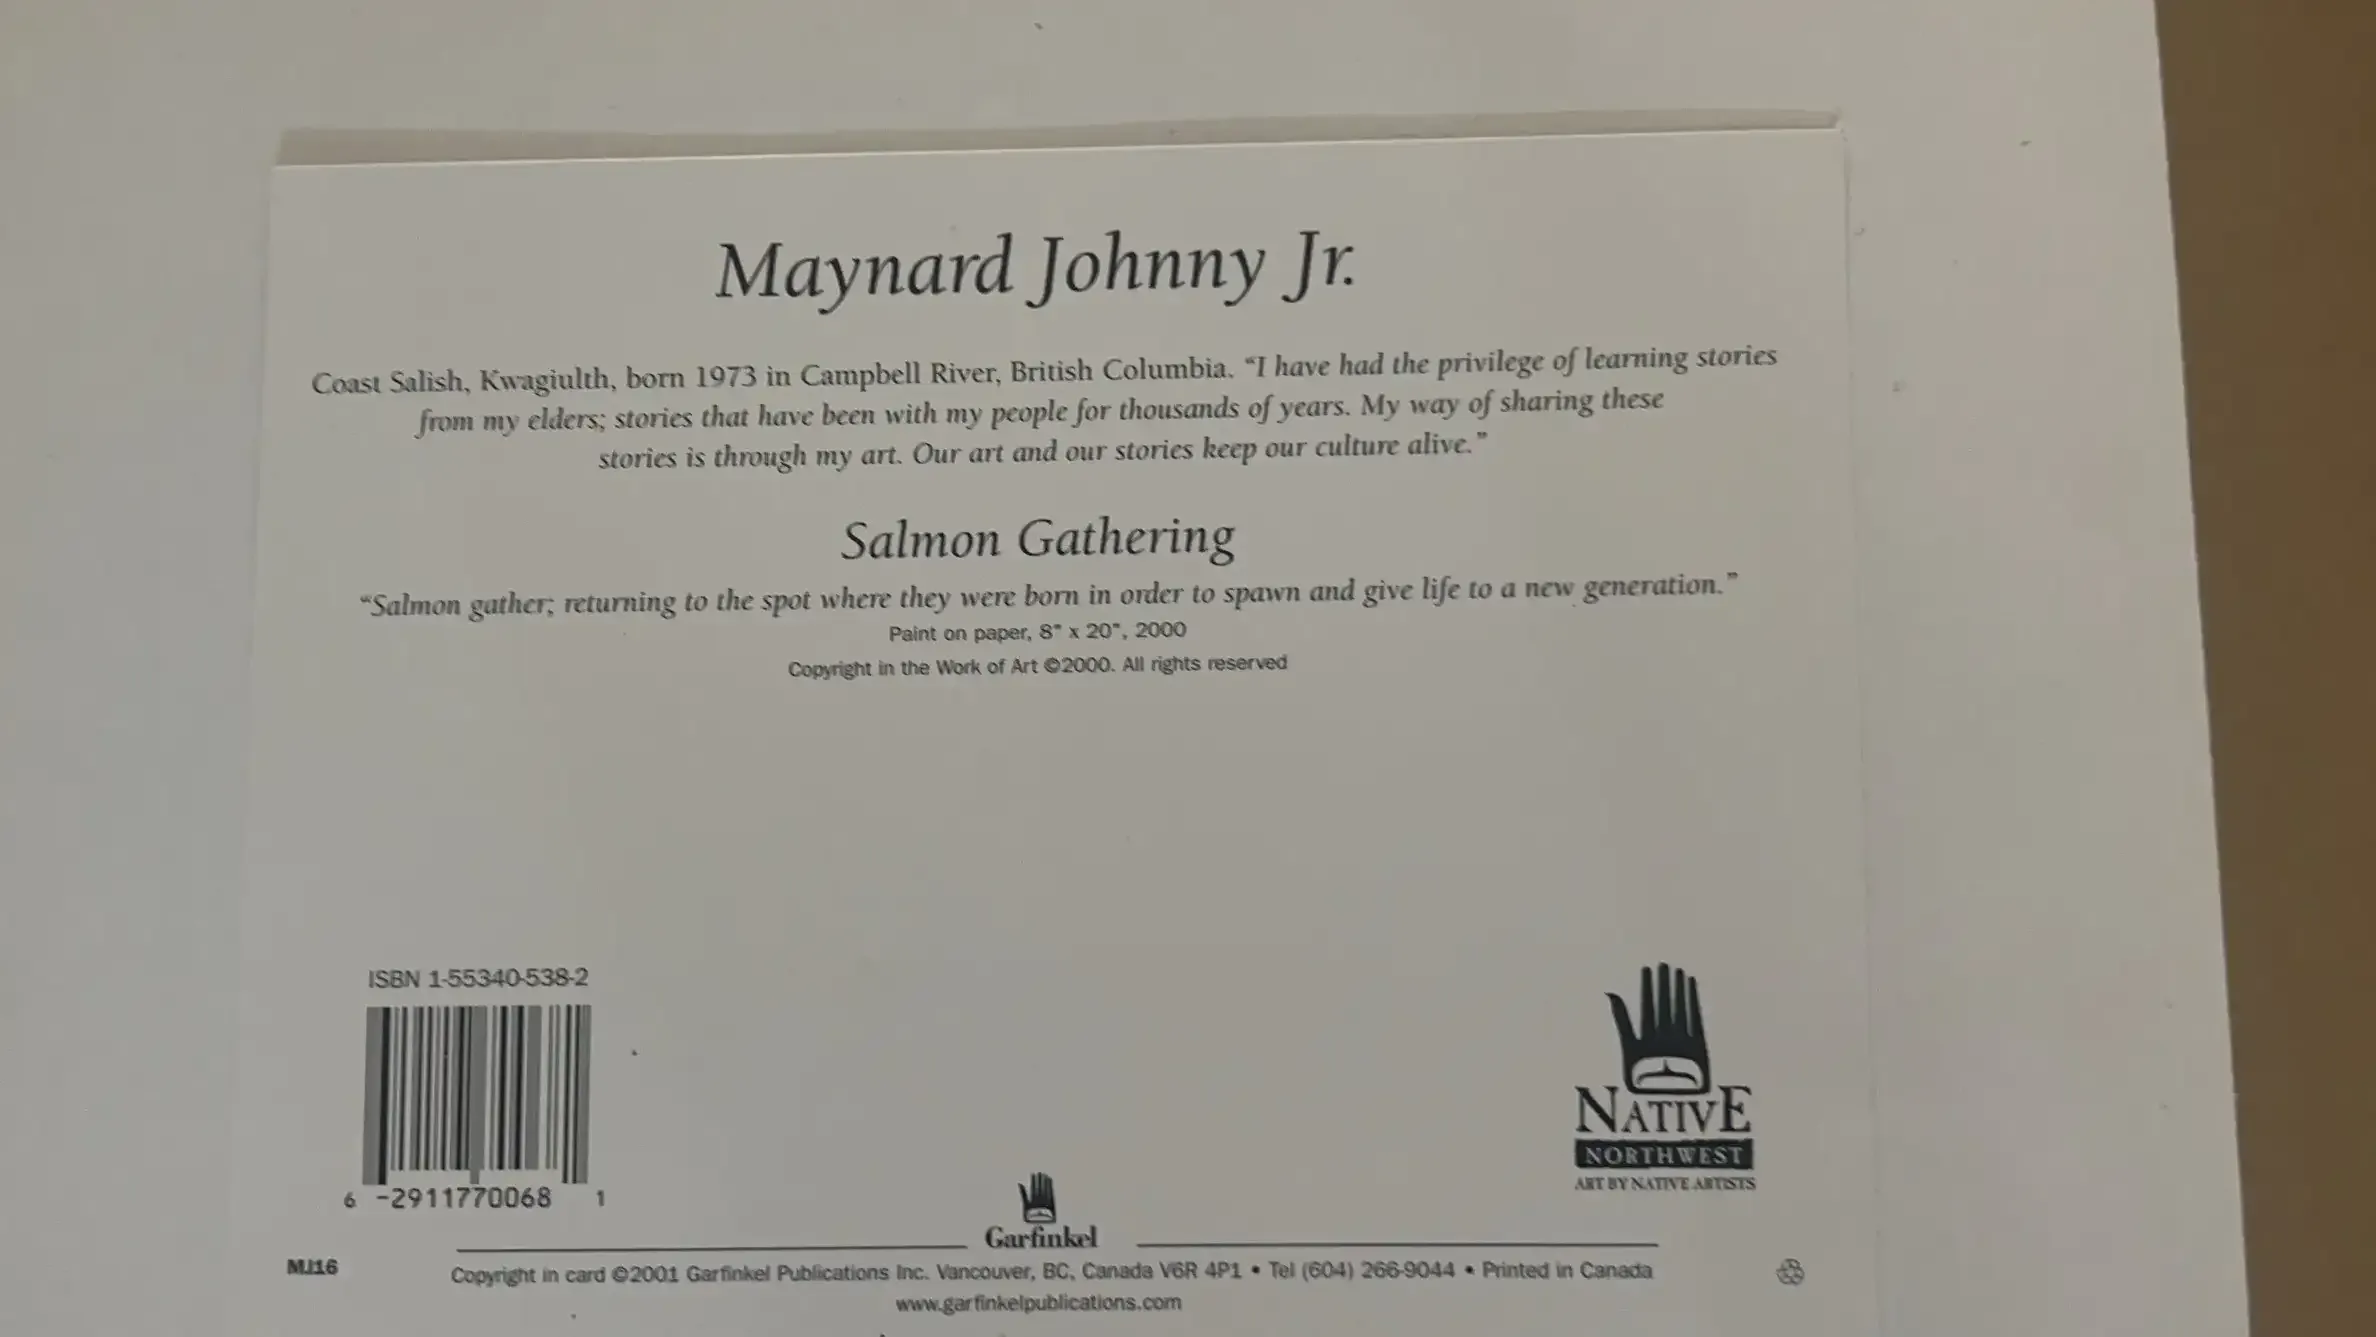 Maynard Johnny Jr.
Coast Salish, Kwagiulth, born 1973 in Campbell River, British Columbia. “I have had the privilege of learning stories
from my elders; stories that have been with my people for thousands of years. My way of sharing these
stories is through my art. Our art and our stories keep our culture alive.”
Salmon Gathering
“Salmon gather; returning to the spot where they were born in order to spawn and give life to a new generation.”
Paint on paper, 8" x 20", 2000
Copyright in the Work of Art ©2000. All rights reserved
ISBN 1-55340-538-2
6 -2911770068 1
NATIVE
NORTHWEST
ART BY NATIVE ARTISTS
Garfinkel
MJ16
Copyright in card ©2001 Garfinkel Publications Inc. Vancouver, BC, Canada V6R 4P1 • Tel (604) 266-9044 • Printed in Canada
www.garfinkelpublications.com